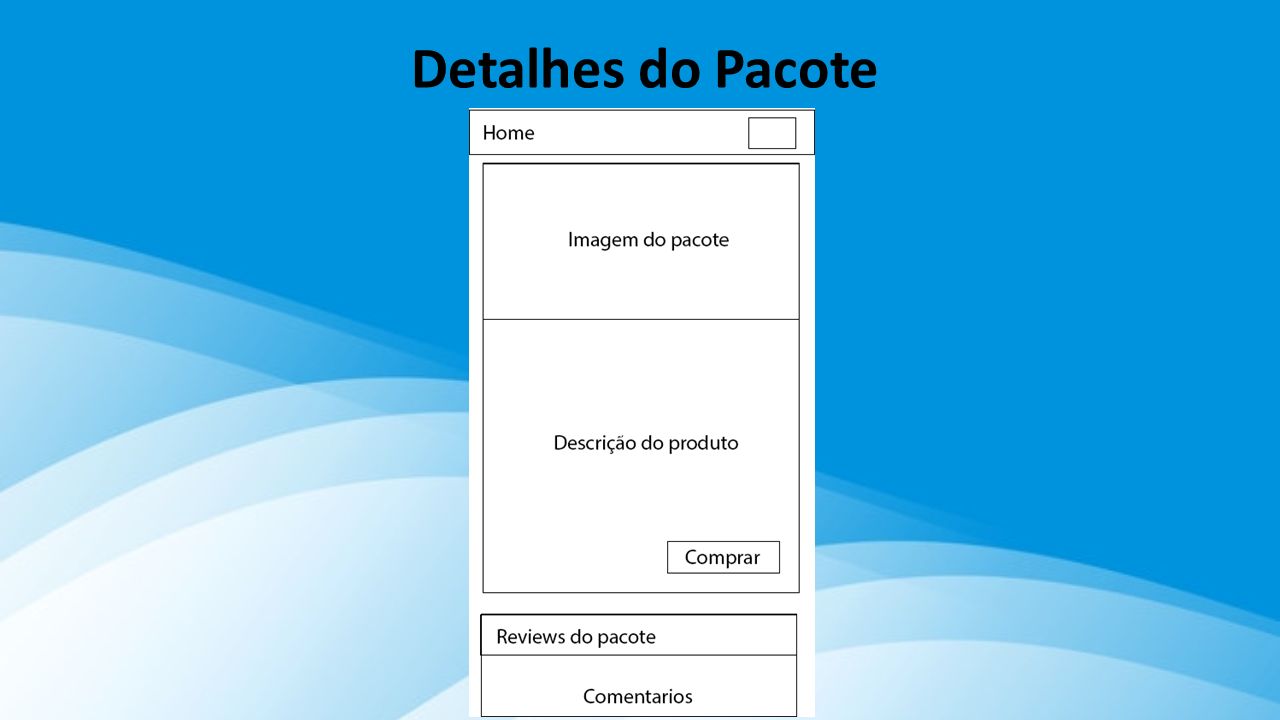 Detalhes do Pacote
Home
Imagem do pacote
Descrição do produto
Comprar
Reviews do pacote
Comentarios